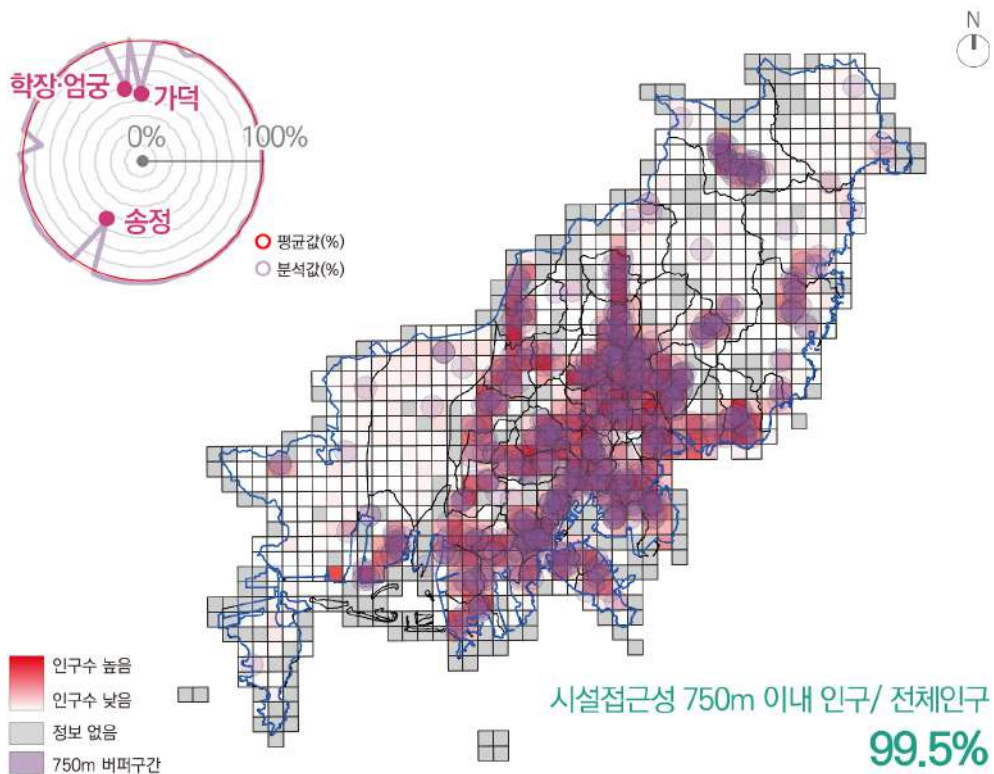 N
학장·엄궁
가덕
0%
100%
송정
평균값(%)
분석값(%)
인구수 높음
인구수 낮음
정보 없음
750m 버퍼구간
시설접근성 750m 이내 인구/ 전체인구
99.5%